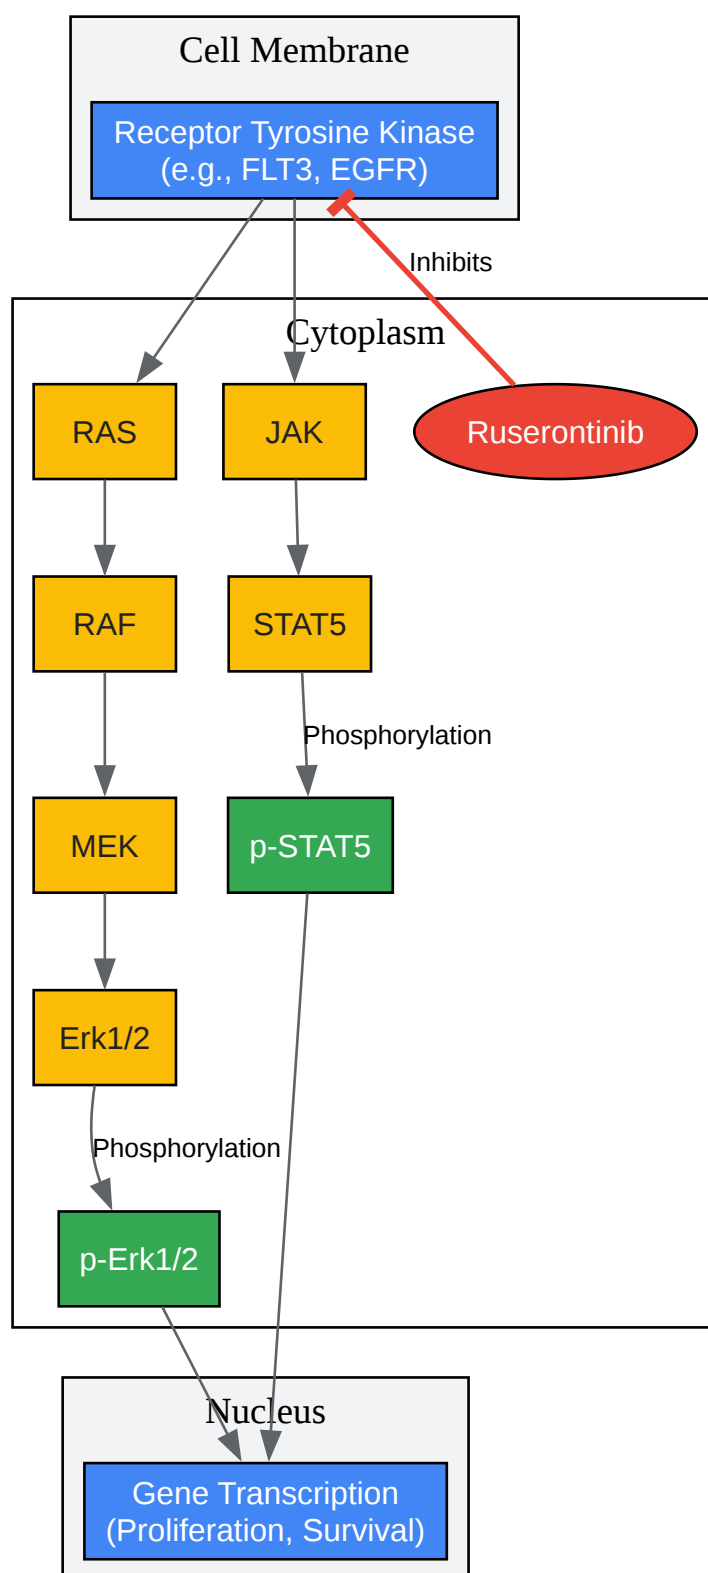 Cell Membrane
Receptor Tyrosine Kinase
(e.g., FLT3, EGFR)
Inhibits
Cytoplasm
RAS
JAK
Ruserontinib
RAF
STAT5
Phosphorylation
MEK
p-STAT5
Erk1/2
Phosphorylation
p-Erk1/2
Nucleus
Gene Transcription
(Proliferation, Survival)